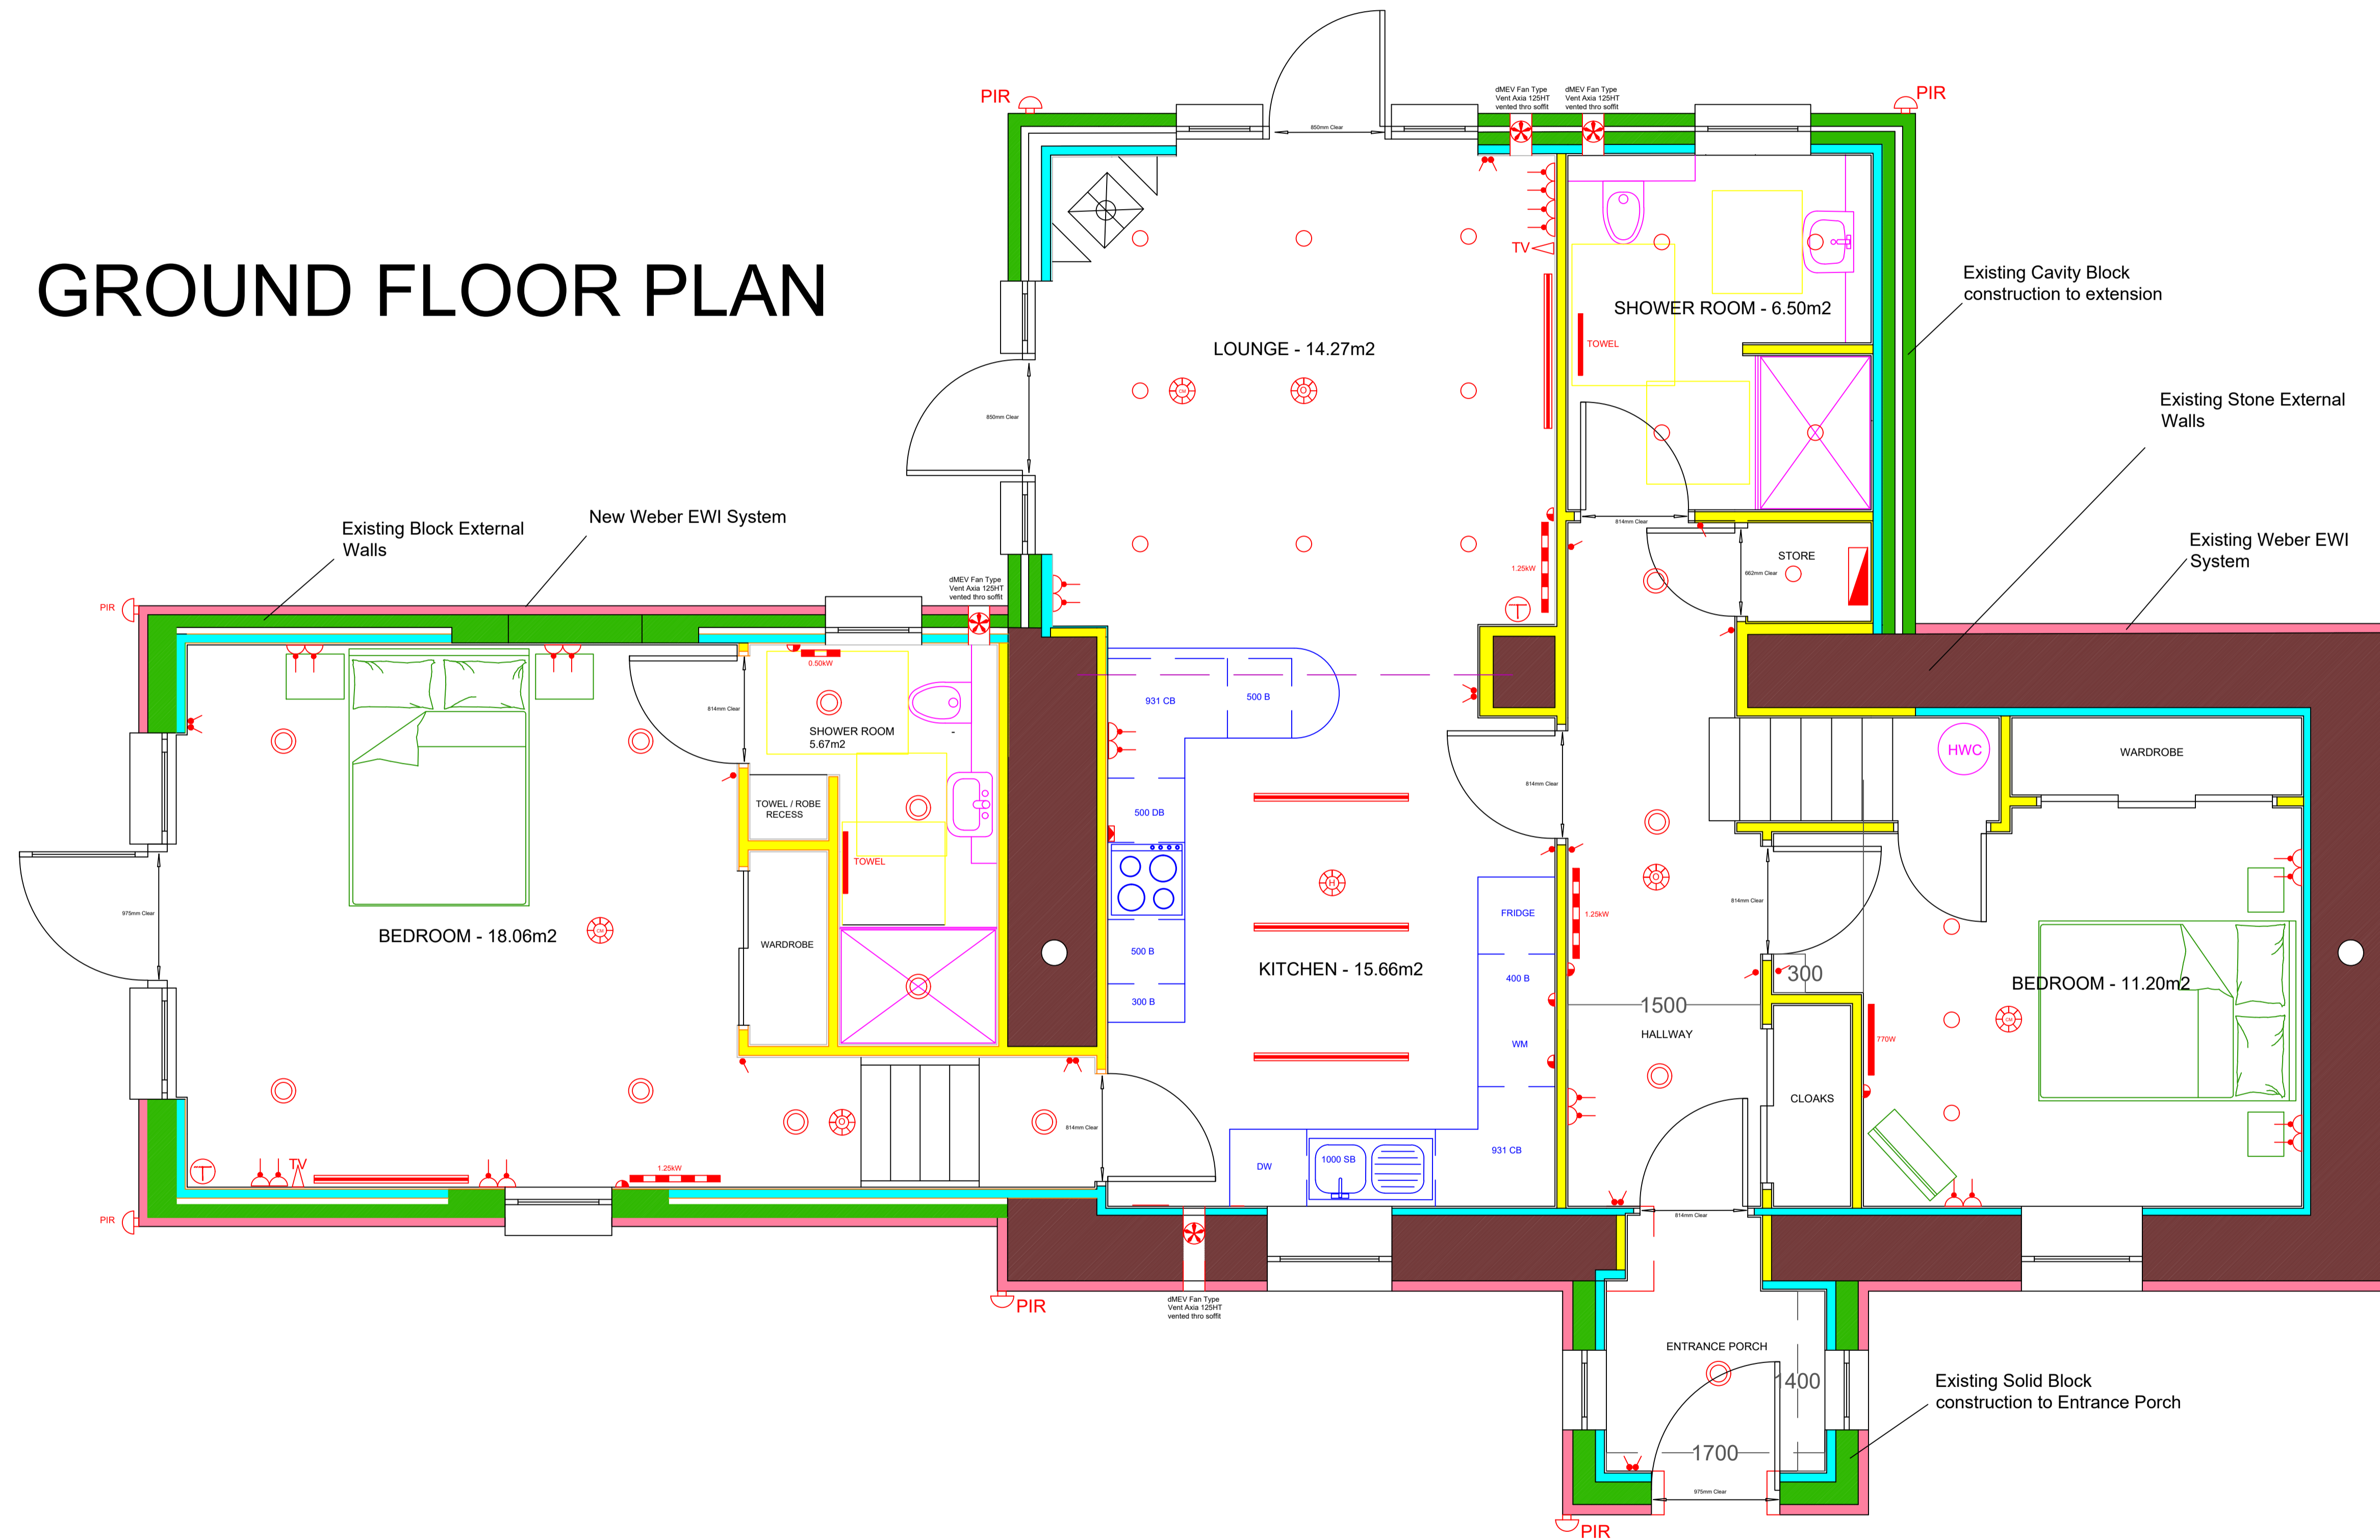 GROUND FLOOR PLAN
PIR
dMEV Fan Type
Vent Axia 125HT
vented thro soffit
dMEV Fan Type
Vent Axia 125HT
vented thro soffit
PIR
850mm Clear
TV
SHOWER ROOM - 6.50m2
TOWEL
LOUNGE - 14.27m2
CM
O
850mm Clear
Existing Cavity Block
construction to extension
Existing Stone External
Walls
Existing Weber EWI
System
814mm Clear
STORE
662mm Clear
1.25kW
T
Existing Block External
Walls
New Weber EWI System
dMEV Fan Type
Vent Axia 125HT
vented thro soffit
PIR
0.50kW
814mm Clear
SHOWER ROOM
5.67m2
-
TOWEL / ROBE
RECESS
TOWEL
WARDROBE
975mm Clear
BEDROOM - 18.06m2
CM
T
TV
1.25kW
O
PIR
931 CB
500 B
500 DB
500 B
300 B
H
KITCHEN - 15.66m2
FRIDGE
400 B
WM
931 CB
DW
1000 SB
814mm Clear
814mm Clear
O
1.25kW
1500
HALLWAY
814mm Clear
300
CLOAKS
HWC
WARDROBE
BEDROOM - 11.20m2
CM
770W
814mm Clear
PIR
dMEV Fan Type
Vent Axia 125HT
vented thro soffit
ENTRANCE PORCH
1400
1700
975mm Clear
PIR
Existing Solid Block
construction to Entrance Porch